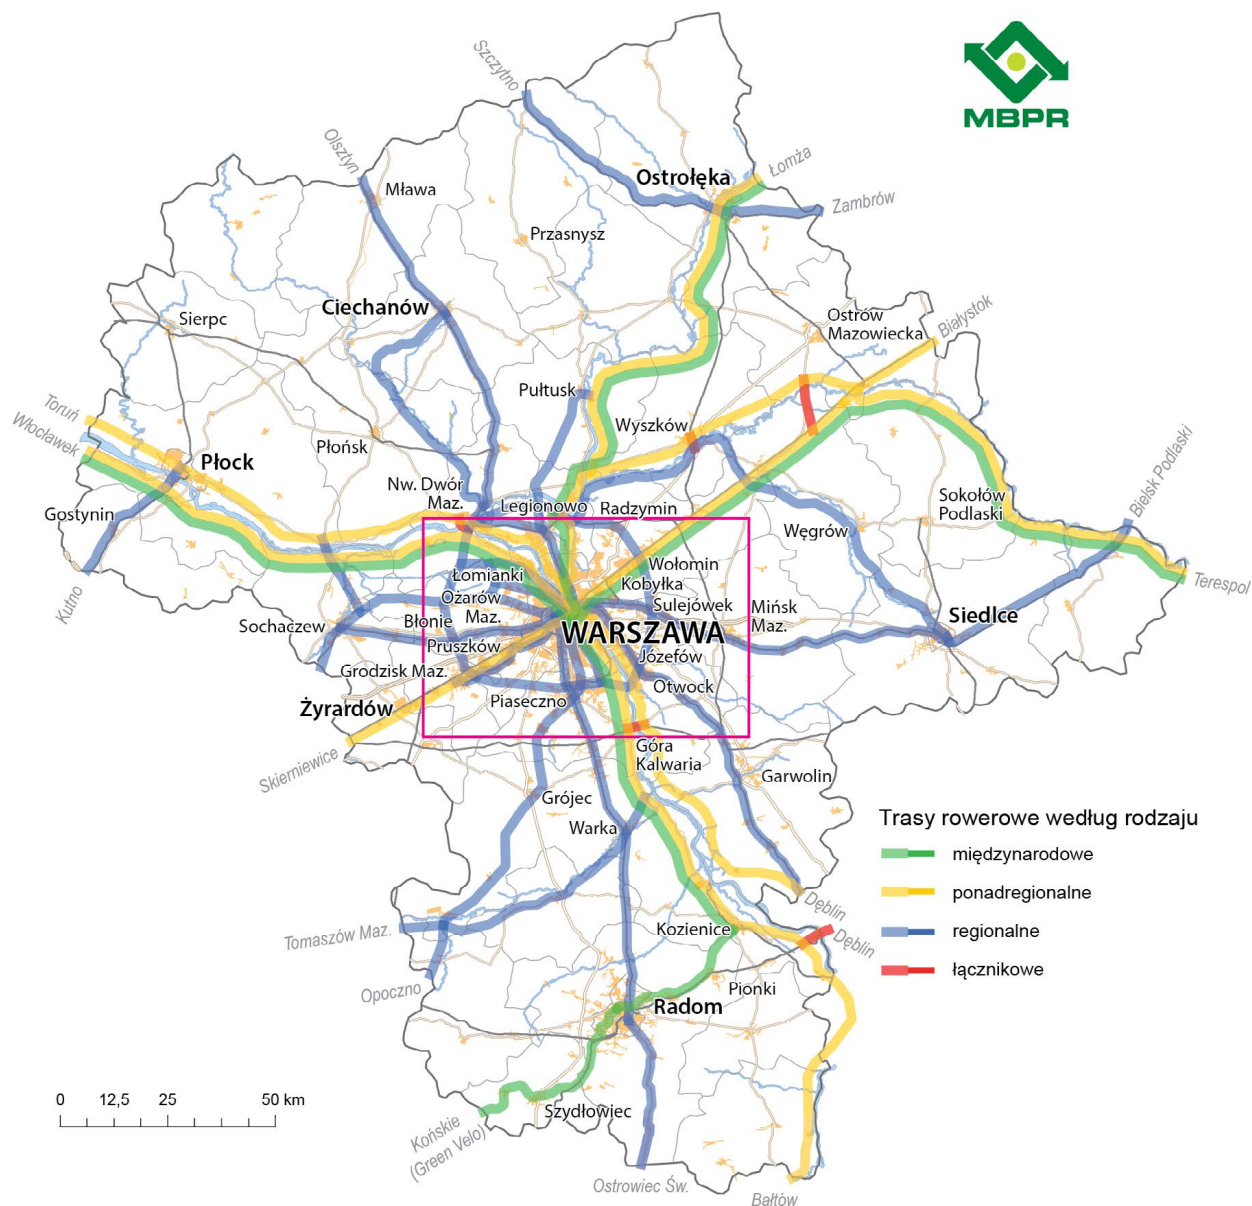 MBPR
Szczytno
Olsztyn
Mława
Ostrołęka
Łomża
Zambrów
Przasnysz
Ciechanów
Sierpc
Ostrów
Mazowiecka
Białystok
Pułtusk
Wyszków
Toruń
Włocławek
Płock
Płońsk
Nw. Dwór
Maz.
Legionowo
Radzymin
Sokołów
Podlaski
Bielsk Podlaski
Gostynin
Węgrów
Kutno
Łomianki
Wołomin
Kobyłka
Terespol
Ożarów
Maz.
Sulejówek
Mińsk
Maz.
Siedlce
Sochaczew
Błonie
WARSZAWA
Pruszków
Józefów
Grodzisk Maz.
Otwock
Żyrardów
Piaseczno
Skierniewice
Góra
Kalwaria
Garwolin
Grójec
Warka
Trasy rowerowe według rodzaju
międzynarodowe
ponadregionalne
regionalne
łącznikowe
Dęblin
Dęblin
Tomaszów Maz.
Kozienice
Opoczno
Pionki
Radom
0 12,5 25 50 km
Szydłowiec
Końskie
(Green Velo)
Ostrowiec Św.
Bałtów